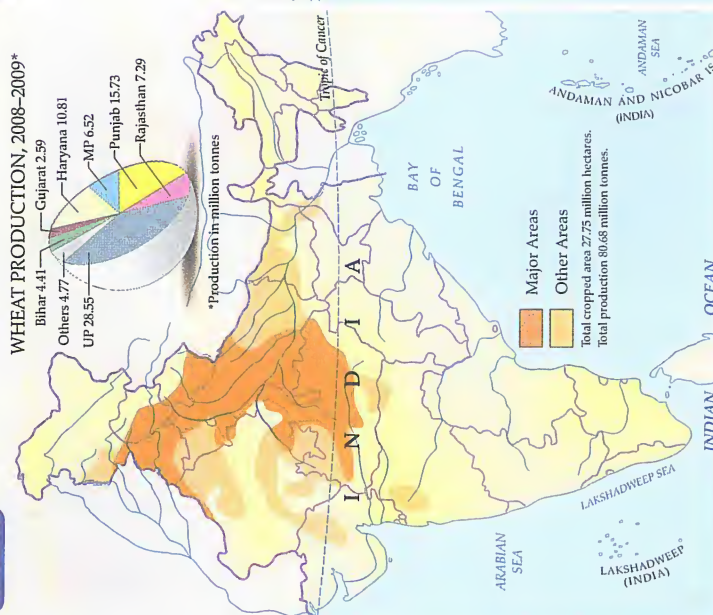 WHEAT PRODUCTION, 2008–2009*
Bihar 4.41
Gujarat 2.59
Haryana 10.81
MP 6.52
Punjab 15.73
Rajasthan 7.29
Others 4.77
UP 28.55
*Production in million tonnes
Tropic of Cancer
I N D I A
ARABIAN
SEA
BAY
OF
BENGAL
ANDAMAN
SEA
ANDAMAN AND NICOBAR IS
(INDIA)
LAKSHADWEEP SEA
LAKSHADWEEP
(INDIA)
Major Areas
Other Areas
Total cropped area 27.75 million hectares.
Total production 80.68 million tonnes.
INDIAN OCEAN